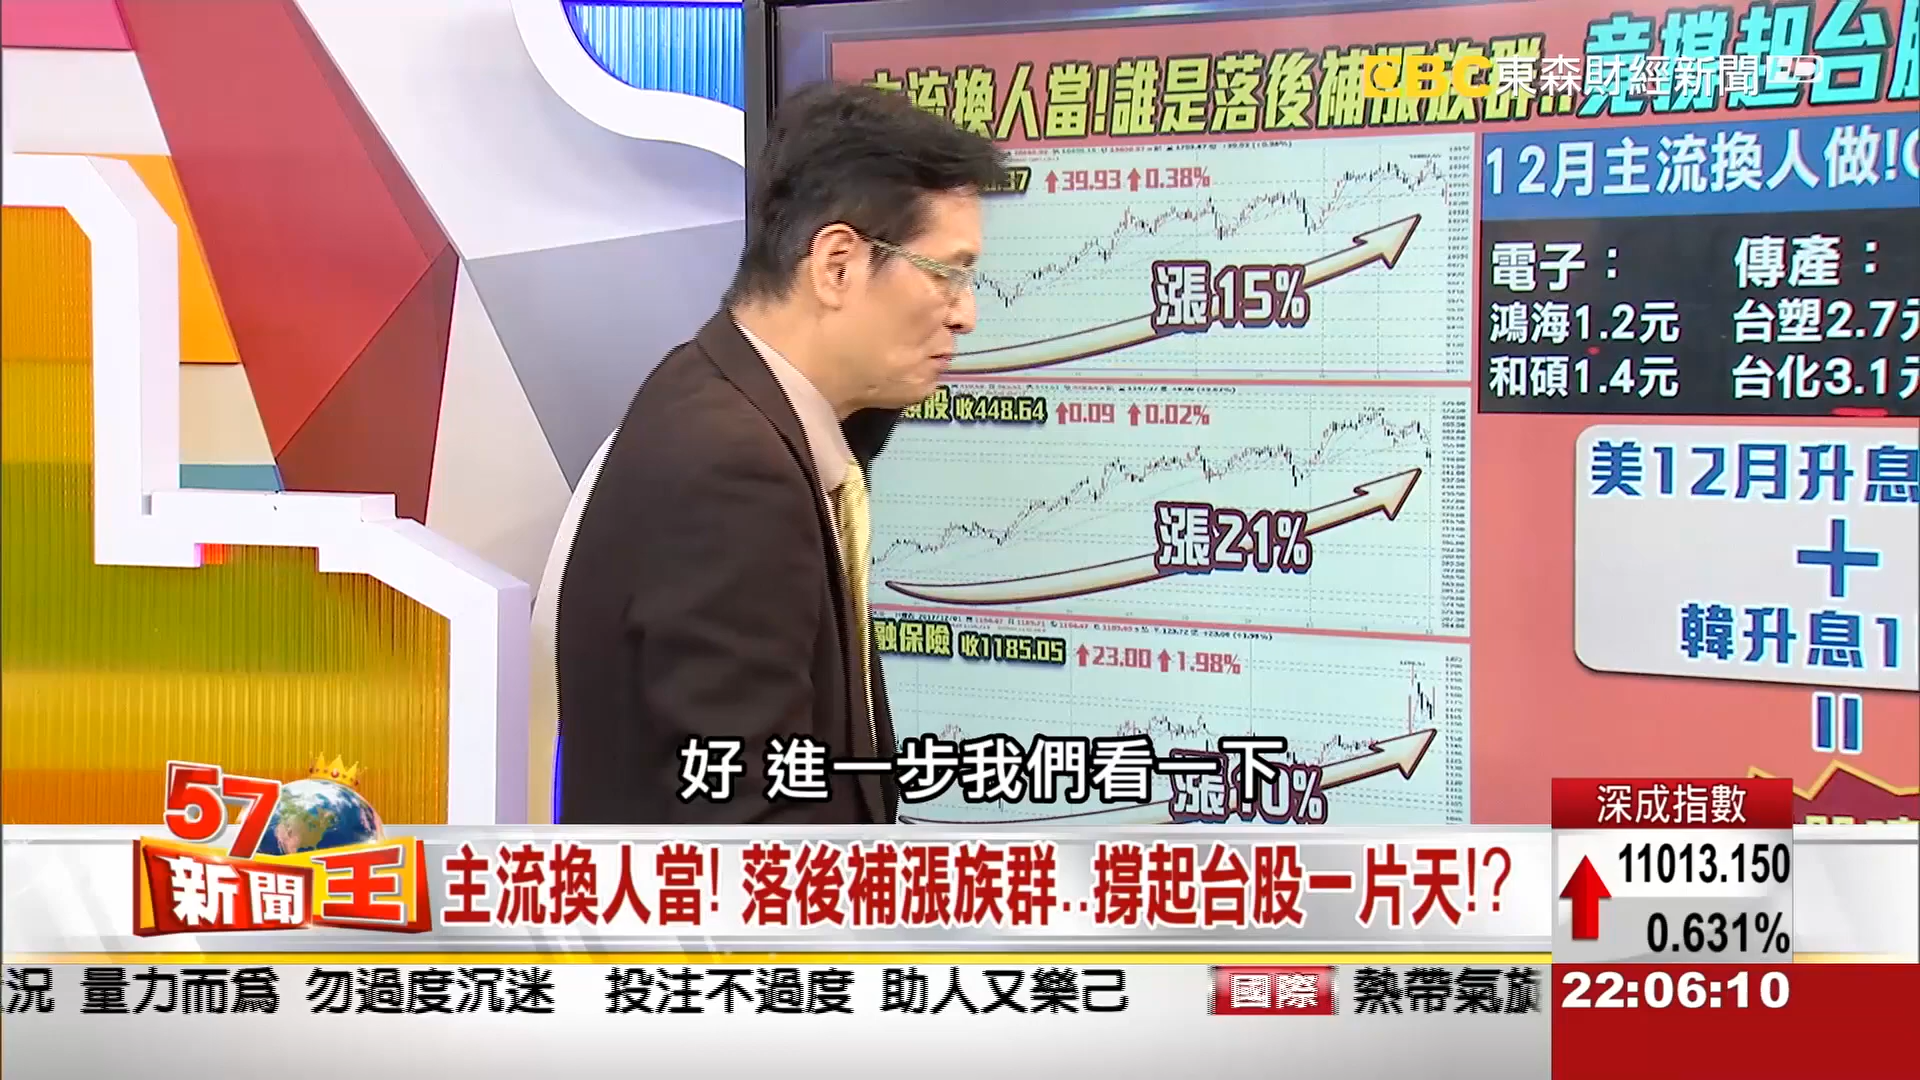 主流換人當!誰是落後補漲族群..竟撐起台股
EBC 東森財經新聞 HD
.37 39.93 0.38%
漲15%
12月主流換人做!
電子： 傳產：
鴻海1.2元 台塑2.7元
和碩1.4元 台化3.1元
股 收448.64 0.09 0.02%
漲21%
美12月升息
+
韓升息1
=
融保險 收1185.05 23.00 1.98%
漲10%
好 進一步我們看一下
57新聞王
主流換人當! 落後補漲族群..撐起台股一片天!?
深成指數
11013.150
0.631%
況 量力而為 勿過度沉迷 投注不過度 助人又樂己 國際 熱帶氣旋
22:06:10